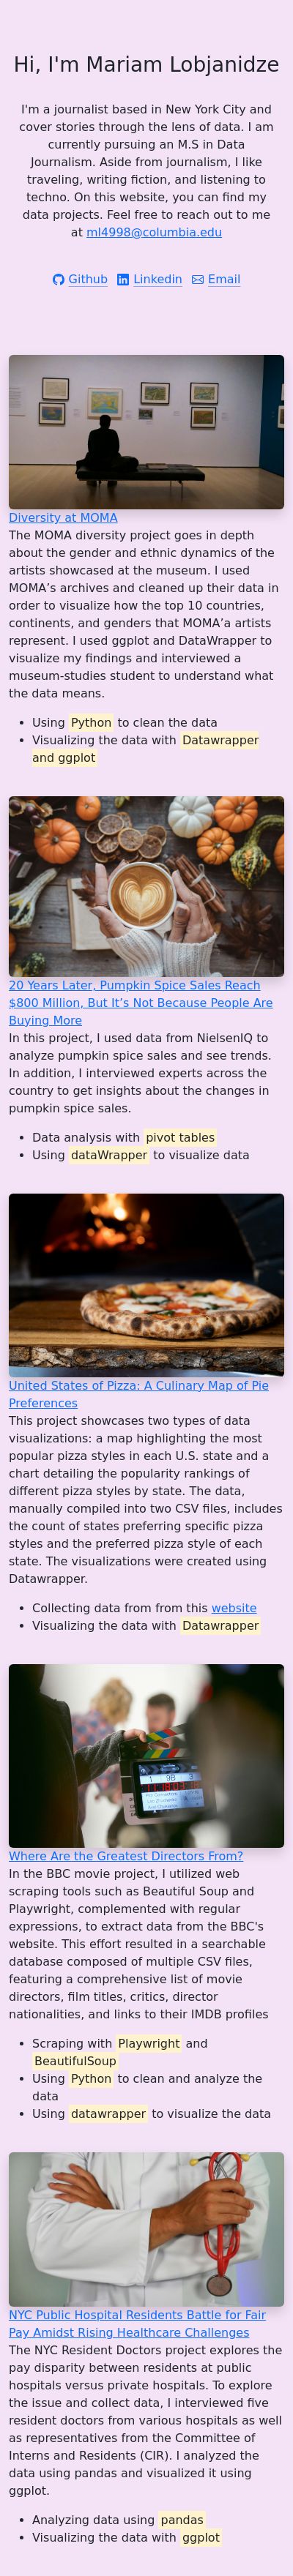 Hi, I'm Mariam Lobjanidze
I'm a journalist based in New York City and
cover stories through the lens of data. I am
currently pursuing an M.S in Data
Journalism. Aside from journalism, I like
traveling, writing fiction, and listening to
techno. On this website, you can find my
data projects. Feel free to reach out to me
at ml4998@columbia.edu
Github Linkedin Email
Diversity at MOMA
The MOMA diversity project goes in depth
about the gender and ethnic dynamics of the
artists showcased at the museum. I used
MOMA’s archives and cleaned up their data in
order to visualize how the top 10 countries,
continents, and genders that MOMA’a artists
represent. I used ggplot and DataWrapper to
visualize my findings and interviewed a
museum-studies student to understand what
the data means.
• Using Python to clean the data
• Visualizing the data with Datawrapper
and ggplot
20 Years Later, Pumpkin Spice Sales Reach
$800 Million, But It’s Not Because People Are
Buying More
In this project, I used data from NielsenIQ to
analyze pumpkin spice sales and see trends.
In addition, I interviewed experts across the
country to get insights about the changes in
pumpkin spice sales.
• Data analysis with pivot tables
• Using dataWrapper to visualize data
United States of Pizza: A Culinary Map of Pie
Preferences
This project showcases two types of data
visualizations: a map highlighting the most
popular pizza styles in each U.S. state and a
chart detailing the popularity rankings of
different pizza styles by state. The data,
manually compiled into two CSV files, includes
the count of states preferring specific pizza
styles and the preferred pizza style of each
state. The visualizations were created using
Datawrapper.
• Collecting data from from this website
• Visualizing the data with Datawrapper
Where Are the Greatest Directors From?
In the BBC movie project, I utilized web
scraping tools such as Beautiful Soup and
Playwright, complemented with regular
expressions, to extract data from the BBC's
website. This effort resulted in a searchable
database composed of multiple CSV files,
featuring a comprehensive list of movie
directors, film titles, critics, director
nationalities, and links to their IMDB profiles
• Scraping with Playwright and
BeautifulSoup
• Using Python to clean and analyze the
data
• Using datawrapper to visualize the data
NYC Public Hospital Residents Battle for Fair
Pay Amidst Rising Healthcare Challenges
The NYC Resident Doctors project explores the
pay disparity between residents at public
hospitals versus private hospitals. To explore
the issue and collect data, I interviewed five
resident doctors from various hospitals as well
as representatives from the Committee of
Interns and Residents (CIR). I analyzed the
data using pandas and visualized it using
ggplot.
• Analyzing data using pandas
• Visualizing the data with ggplot